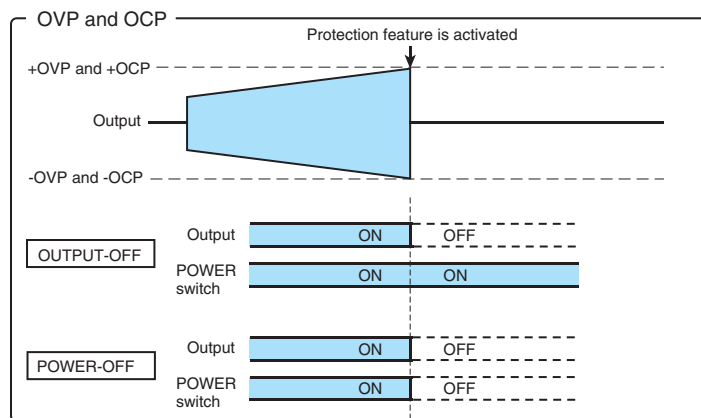 OVP and OCP
Protection feature is activated
+OVP and +OCP
Output
-OVP and -OCP
OUTPUT-OFF
Output
ON
OFF
POWER
switch
ON
ON
POWER-OFF
Output
ON
OFF
POWER
switch
ON
OFF